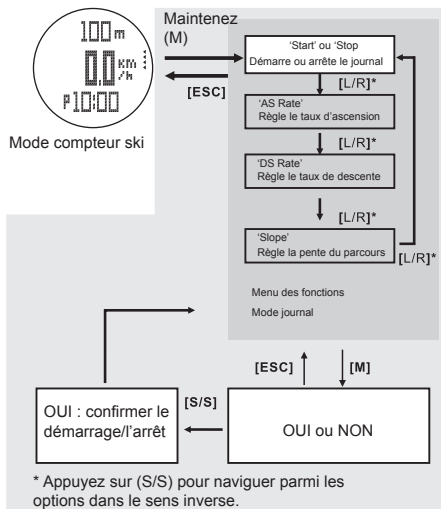 100 m
0,0 km/h
P10:00
Mode compteur ski
Maintenez
(M)
[ESC]
'Start' ou 'Stop
Démarre ou arrête le journal
[L/R]*
'AS Rate'
Règle le taux d'ascension
[L/R]*
'DS Rate'
Règle le taux de descente
[L/R]*
'Slope'
Règle la pente du parcours
[L/R]*
Menu des fonctions
Mode journal
[ESC]
[M]
OUI : confirmer le
démarrage/l'arrêt
[S/S]
OUI ou NON
* Appuyez sur (S/S) pour naviguer parmi les
options dans le sens inverse.